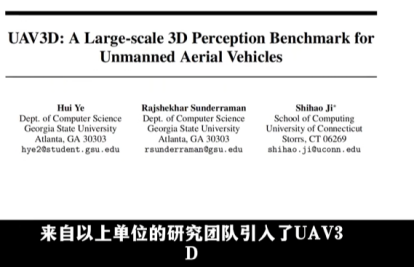 UAV3D: A Large-scale 3D Perception Benchmark for
Unmanned Aerial Vehicles
Hui Ye
Dept. of Computer Science
Georgia State University
Atlanta, GA 30303
hye2@student.gsu.edu
Rajshekhar Sunderraman
Dept. of Computer Science
Georgia State University
Atlanta, GA 30303
rsunderraman@gsu.edu
Shihao Ji*
School of Computing
University of Connecticut
Storrs, CT 06269
shihao.ji@uconn.edu
来自以上单位的研究团队引入了UAV3
D